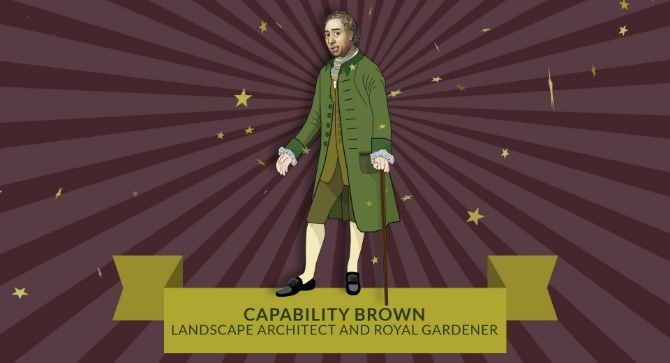 CAPABILITY BROWN
LANDSCAPE ARCHITECT AND ROYAL GARDENER